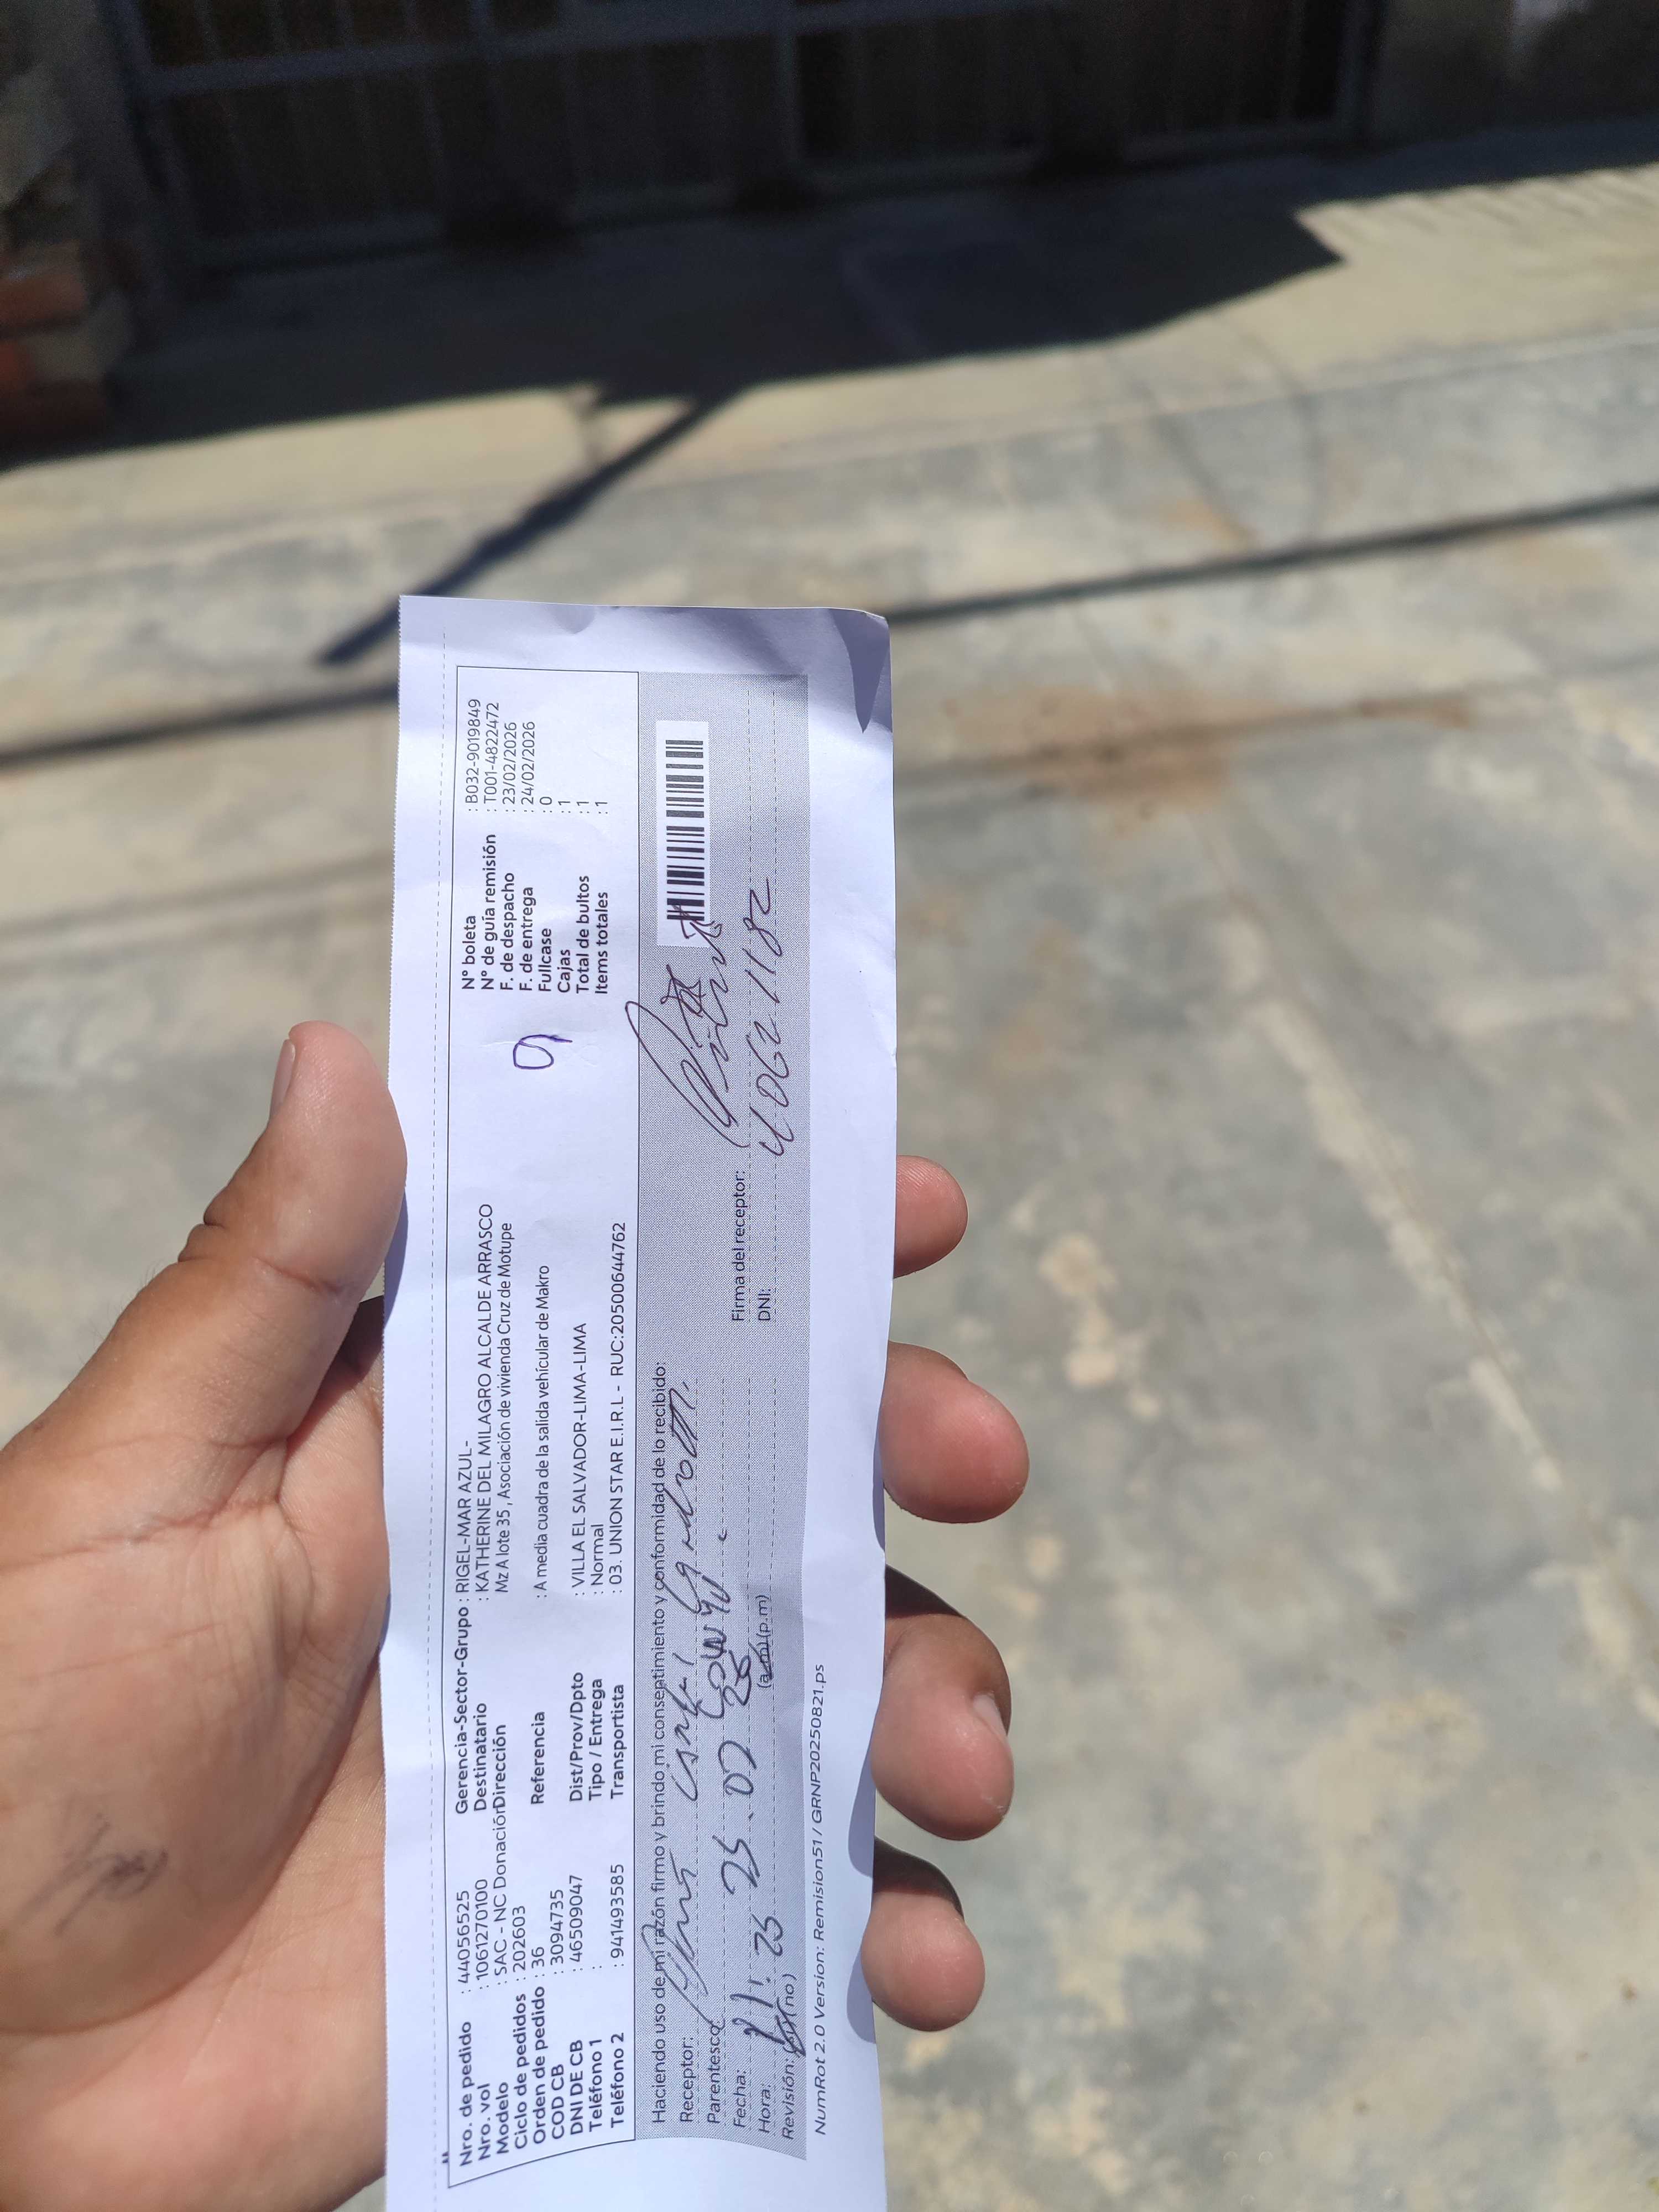 Nro. de pedido : 44056525 Gerencia-Sector-Grupo : RIGEL-MAR AZUL- N° boleta : B032-9019849
Nro. vol : 1061270100 Destinatario : KATHERINE DEL MILAGRO ALCALDE ARRASCO N° de guía remisión : T001-4822472
Modelo : SAC - NC Donación Dirección Mz A lote 35 , Asociación de vivienda Cruz de Motupe F. de despacho : 23/02/2026
Ciclo de pedidos : 202603 F. de entrega : 24/02/2026
Orden de pedido : 36 Referencia : A media cuadra de la salida vehícular de Makro Fullcase : 0
COD CB : 3094735 Cajas : 1
DNI DE CB : 46509047 Dist/Prov/Dpto : VILLA EL SALVADOR-LIMA-LIMA Total de bultos : 1
Teléfono 1 : Tipo / Entrega : Normal Items totales : 1
Teléfono 2 : 941493585 Transportista : 03. UNION STAR E.I.R.L - RUC:20500644762
9
Haciendo uso de mi razón firmo y brindo mi consentimiento y conformidad de lo recibido:
Receptor:
Parentesco
Fecha: 25.02 26 Firma del receptor:
Hora: 11:25 (a.m) (p.m) DNI: 40621182
Revisión: (no)
NumRot 2.0 Version: Remision51 / GRNP20250821.ps